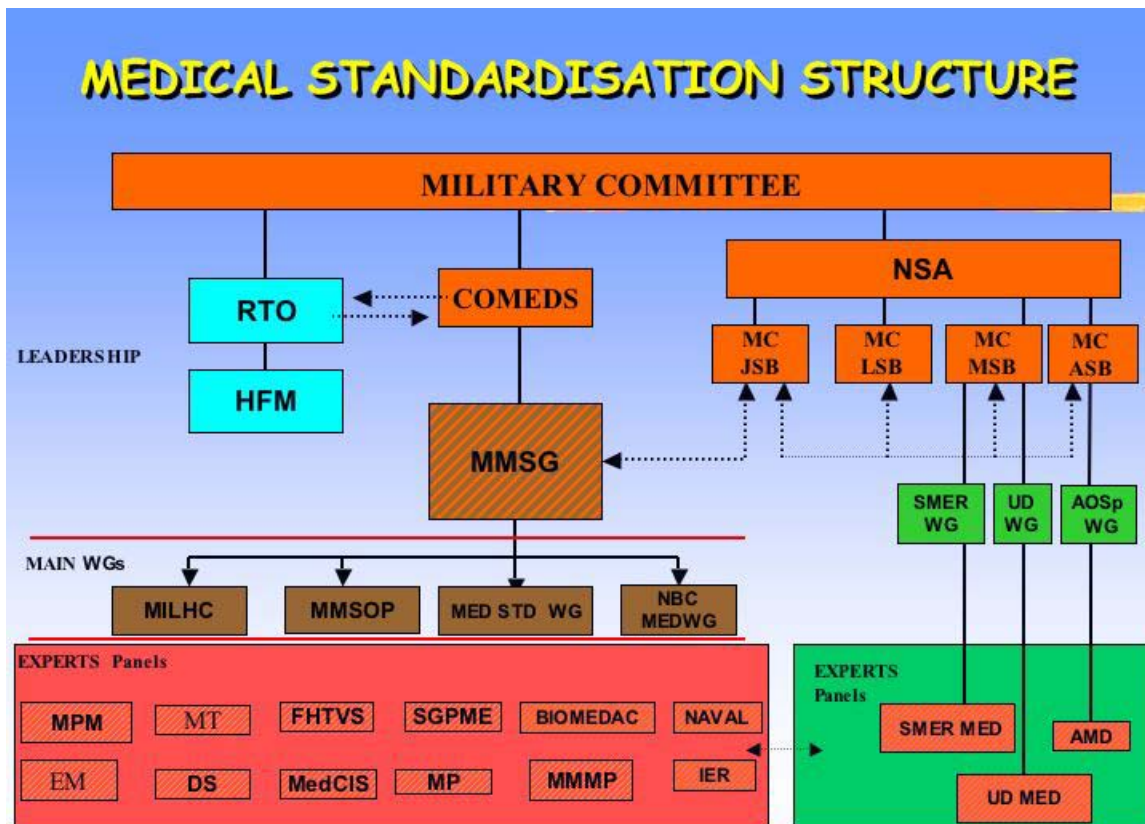 MEDICAL STANDARDISATION STRUCTURE
MILITARY COMMITTEE
NSA
COMEDS
RTO
MC
JSB
MC
LSB
MC
MSB
MC
ASB
LEADERSHIP
HFM
MMSG
SMER
WG
UD
WG
AOSp
WG
MAIN WGs
MILHC
MMSOP
MED STD WG
NBC
MEDWG
EXPERTS Panels
EXPERTS
Panels
MPM
MT
FHTVS
SGPME
BIOMEDAC
NAVAL
SMER MED
AMD
EM
DS
MedCIS
MP
MMMP
IER
UD MED